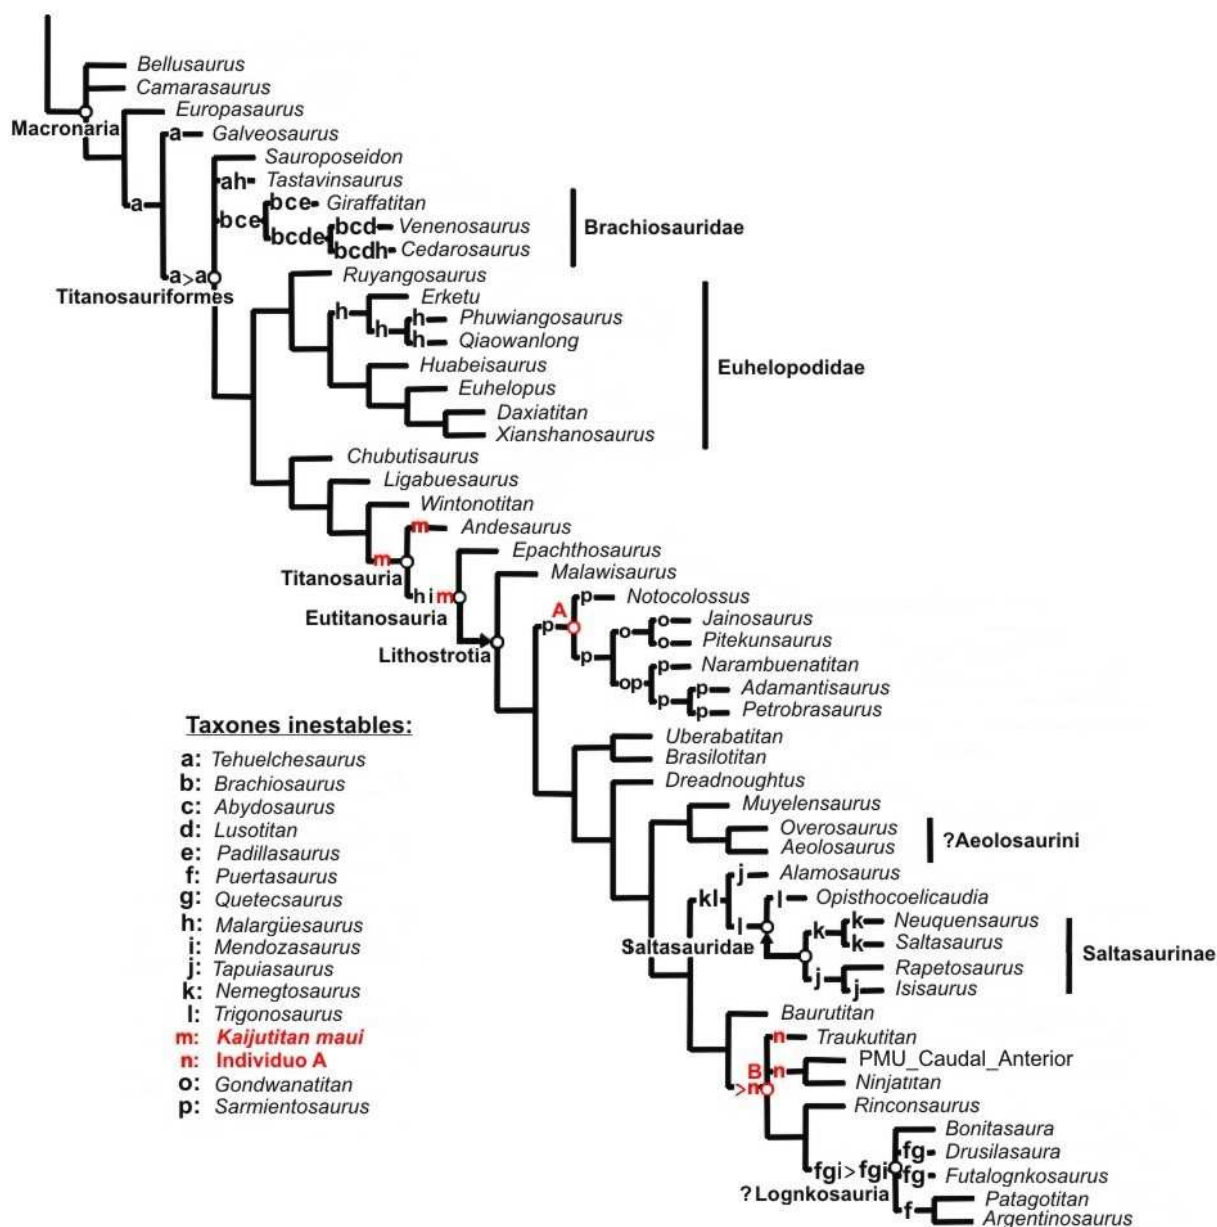 Bellusaurus
Camarasaurus
Europasaurus
Macronaria
a Galveosaurus
Sauroposeidon
ah Tastavinsaurus
bce Giraffatitan
a
bce
bcd Venenosaurus
Brachiosauridae
bcde
bcdh Cedarosaurus
a>a
Ruyangosaurus
Titanosauriformes
Erketu
h
h Phuwiangosaurus
h
h Qiaowanlong
Huabeisaurus
Euhelopodidae
Euhelopus
Daxiatitan
Xianshanosaurus
Chubutisaurus
Ligabuesaurus
Wintonotitan
m Andesaurus
Epachthosaurus
m
Titanosauria
Malawisaurus
him
p Notocolossus
Eutitanosauria
A
p
o Jainosaurus
o
o Pitekunsaurus
Lithostrotia
p
p Narambuenatitan
op
p Adamantisaurus
p
p Petrobrasaurus
Taxones inestables:
Uberabatitan
Brasilotitan
a: Tehuelchesaurus
b: Brachiosaurus
c: Abydosaurus
d: Lusotitan
e: Padillasaurus
f: Puertasaurus
g: Quetecsaurus
h: Malargüesaurus
i: Mendozasaurus
j: Tapuiasaurus
k: Nemegtosaurus
l: Trigonosaurus
m: Kaijutitan maui
n: Individuo A
o: Gondwanatitan
p: Sarmientosaurus
Dreadnoughtus
Muyelensaurus
Overosaurus
?Aeolosaurini
Aeolosaurus
j Alamosaurus
kl
l Opisthocoelicaudia
l
k Neuquensaurus
k
k Saltasaurus
Saltasauridae
Saltasaurinae
Rapetosaurus
j
j Isisaurus
Baurutitan
n Traukutitan
PMU_Caudal_Anterior
B
n
>n
Ninjatitan
Rinconsaurus
Bonitasaura
fg Drusilasaura
fgi>fgi
fg Futalognkosaurus
?Lognkosauria
Patagotitan
f
Argentinosaurus